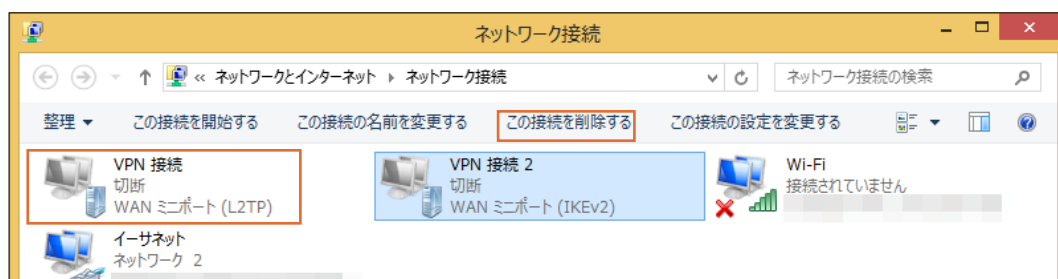 ネットワーク接続
« ネットワークとインターネット ▸ ネットワーク接続
ネットワーク接続の検索
整理 ▼ この接続を開始する この接続の名前を変更する この接続を削除する この接続の設定を変更する
VPN 接続
切断
WAN ミニポート (L2TP)
VPN 接続 2
切断
WAN ミニポート (IKEv2)
Wi-Fi
接続されていません
イーサネット
ネットワーク 2